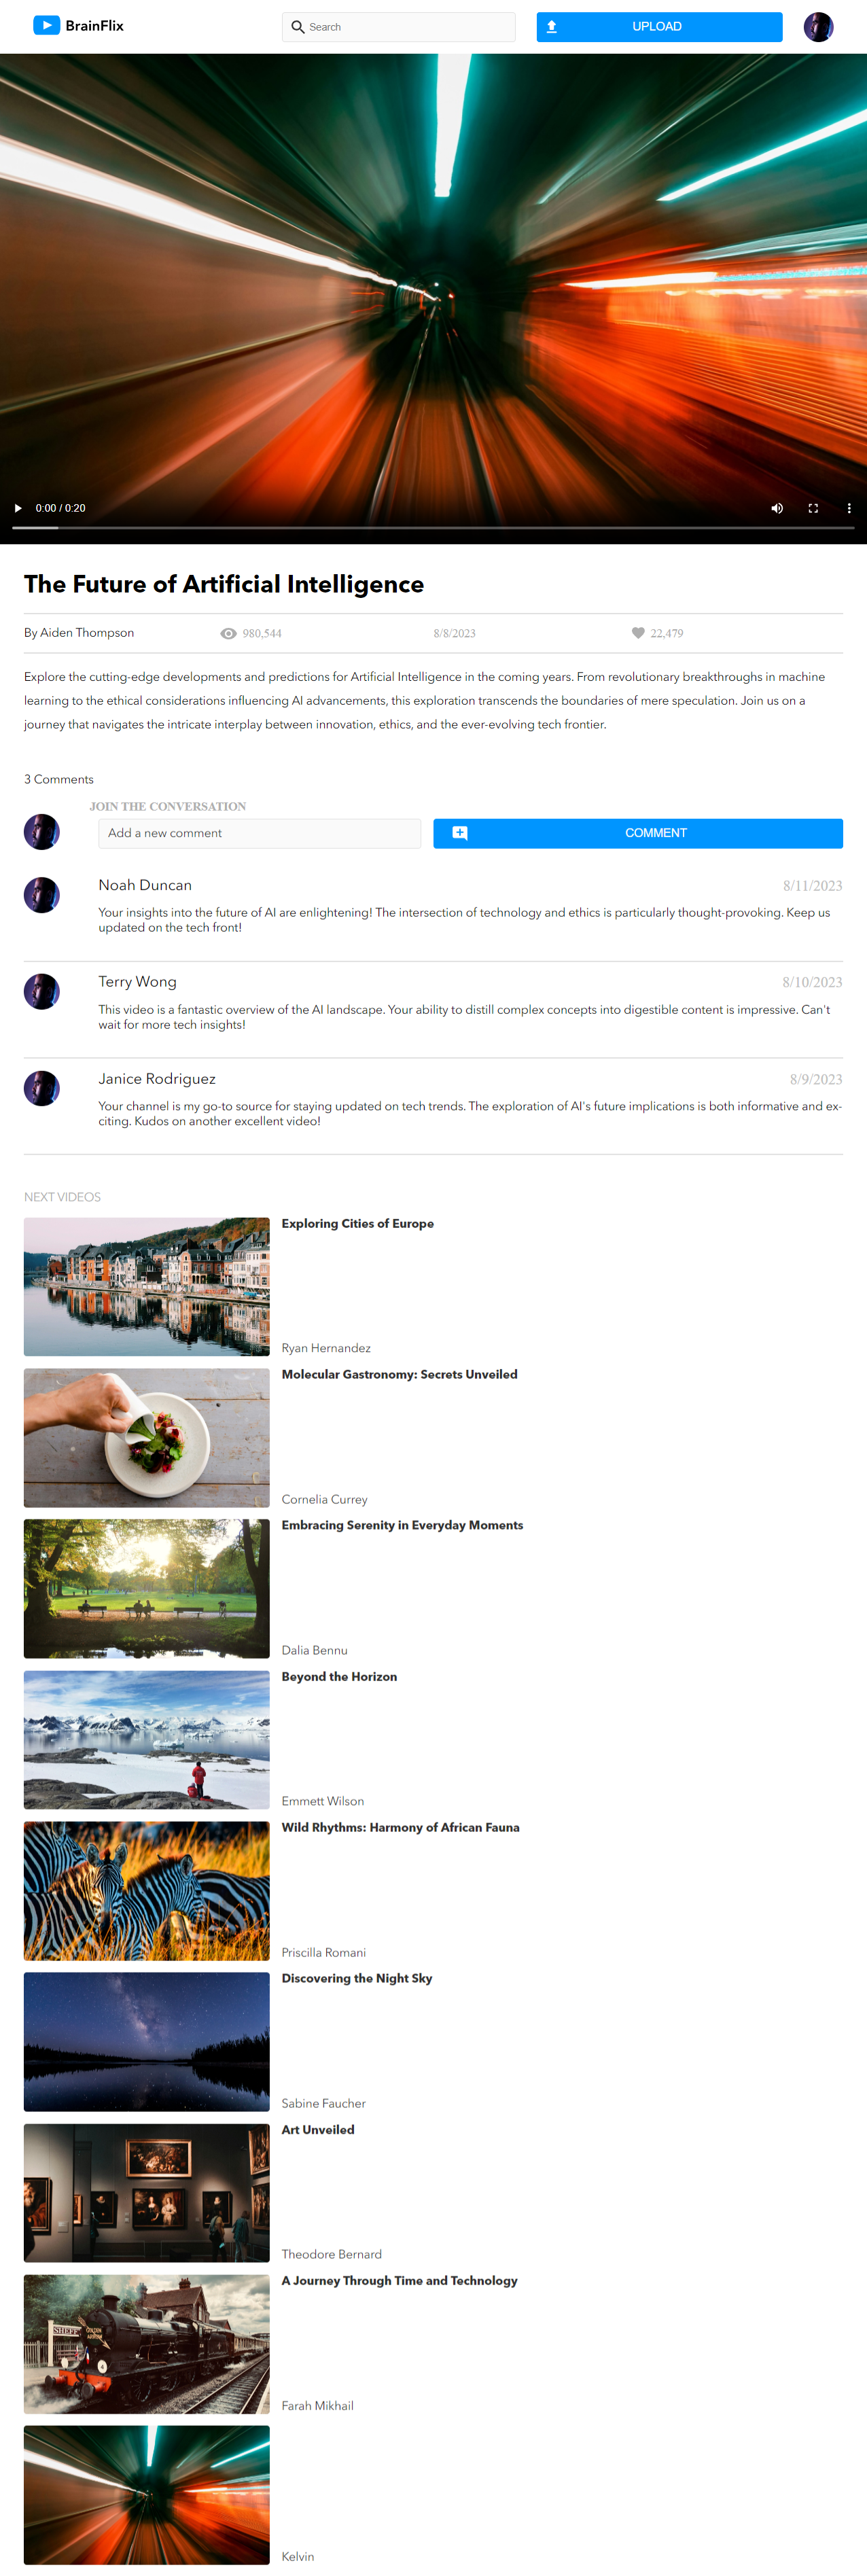 BrainFlix
Search
UPLOAD
0:00 / 0:20
The Future of Artificial Intelligence
By Aiden Thompson
980,544
8/8/2023
22,479
Explore the cutting-edge developments and predictions for Artificial Intelligence in the coming years. From revolutionary breakthroughs in machine
learning to the ethical considerations influencing AI advancements, this exploration transcends the boundaries of mere speculation. Join us on a
journey that navigates the intricate interplay between innovation, ethics, and the ever-evolving tech frontier.
3 Comments
JOIN THE CONVERSATION
Add a new comment
COMMENT
Noah Duncan
8/11/2023
Your insights into the future of AI are enlightening! The intersection of technology and ethics is particularly thought-provoking. Keep us
updated on the tech front!
Terry Wong
8/10/2023
This video is a fantastic overview of the AI landscape. Your ability to distill complex concepts into digestible content is impressive. Can't
wait for more tech insights!
Janice Rodriguez
8/9/2023
Your channel is my go-to source for staying updated on tech trends. The exploration of AI's future implications is both informative and ex-
citing. Kudos on another excellent video!
NEXT VIDEOS
Exploring Cities of Europe
Ryan Hernandez
Molecular Gastronomy: Secrets Unveiled
Cornelia Currey
Embracing Serenity in Everyday Moments
Dalia Bennu
Beyond the Horizon
Emmett Wilson
Wild Rhythms: Harmony of African Fauna
Priscilla Romani
Discovering the Night Sky
Sabine Faucher
Art Unveiled
Theodore Bernard
A Journey Through Time and Technology
SHEFF
Farah Mikhail
Kelvin